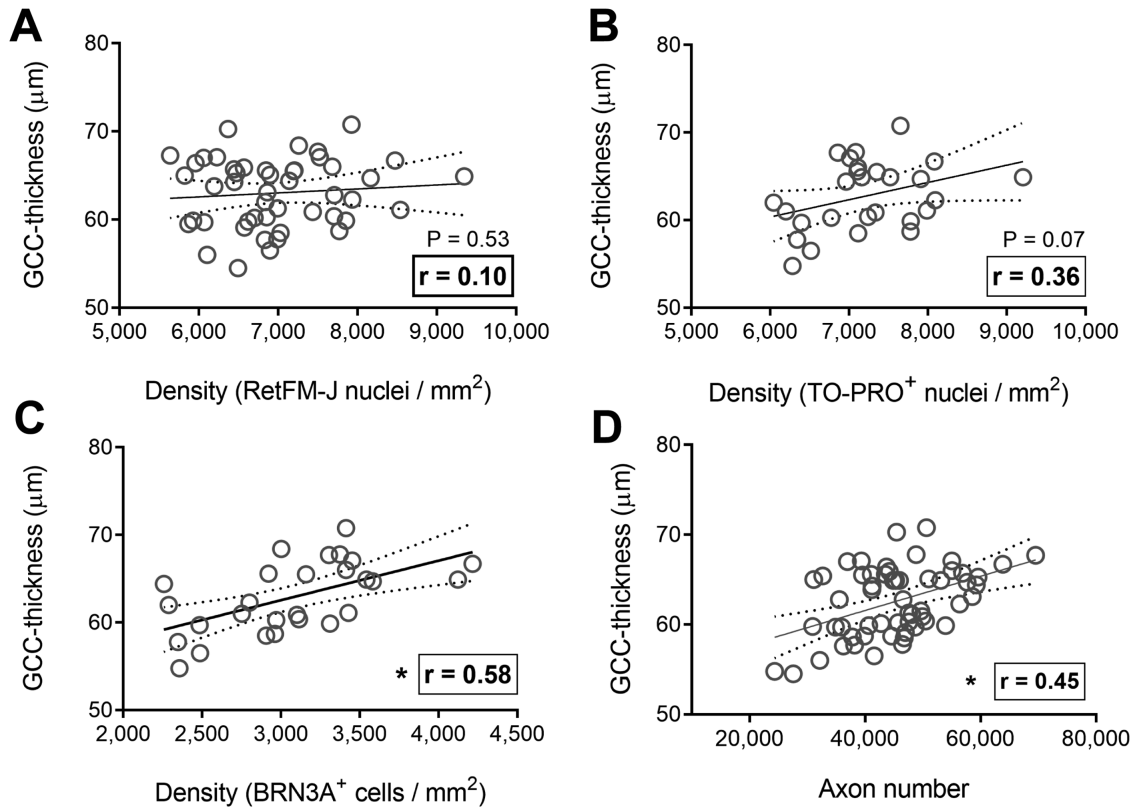 A
GCC-thickness (μm)
80
70
60
50
5,000 6,000 7,000 8,000 9,000 10,000
P = 0.53
r = 0.10
Density (RetFM-J nuclei / mm²)
B
GCC-thickness (μm)
80
70
60
50
5,000 6,000 7,000 8,000 9,000 10,000
P = 0.07
r = 0.36
Density (TO-PRO⁺ nuclei / mm²)
C
GCC-thickness (μm)
80
70
60
50
2,000 2,500 3,000 3,500 4,000 4,500
* r = 0.58
Density (BRN3A⁺ cells / mm²)
D
GCC-thickness (μm)
80
70
60
50
20,000 40,000 60,000 80,000
* r = 0.45
Axon number